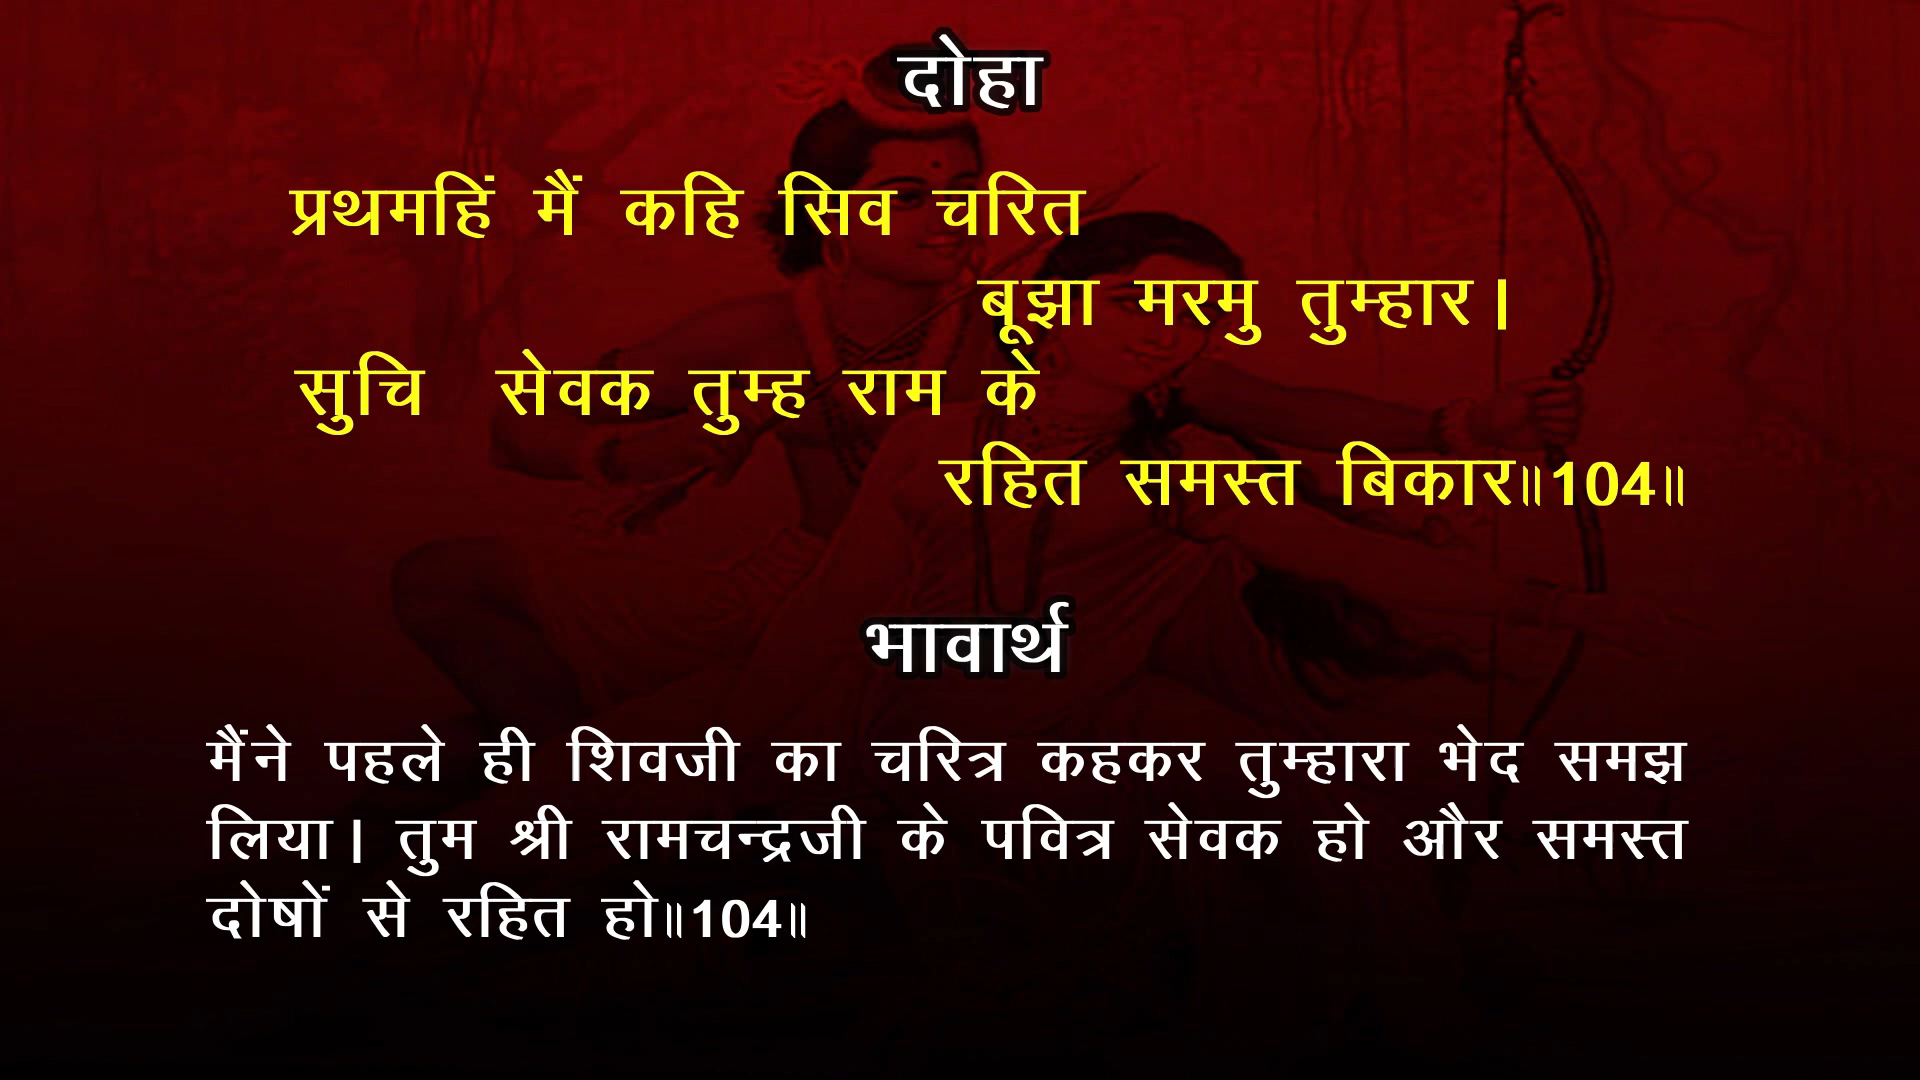 दोहा
प्रथमहिं मैं कहि सिव चरित
बूझा मरमु तुम्हार।
सुचि सेवक तुम्ह राम के
रहित समस्त बिकार॥104॥
भावार्थ
मैंने पहले ही शिवजी का चरित्र कहकर तुम्हारा भेद समझ
लिया। तुम श्री रामचन्द्रजी के पवित्र सेवक हो और समस्त
दोषों से रहित हो॥104॥